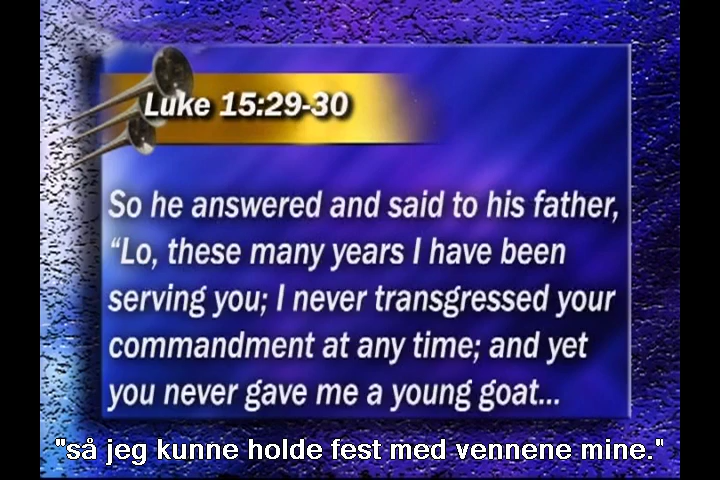 Luke 15:29-30
So he answered and said to his father,
“Lo, these many years I have been
serving you; I never transgressed your
commandment at any time; and yet
you never gave me a young goat...
"så jeg kunne holde fest med vennene mine."